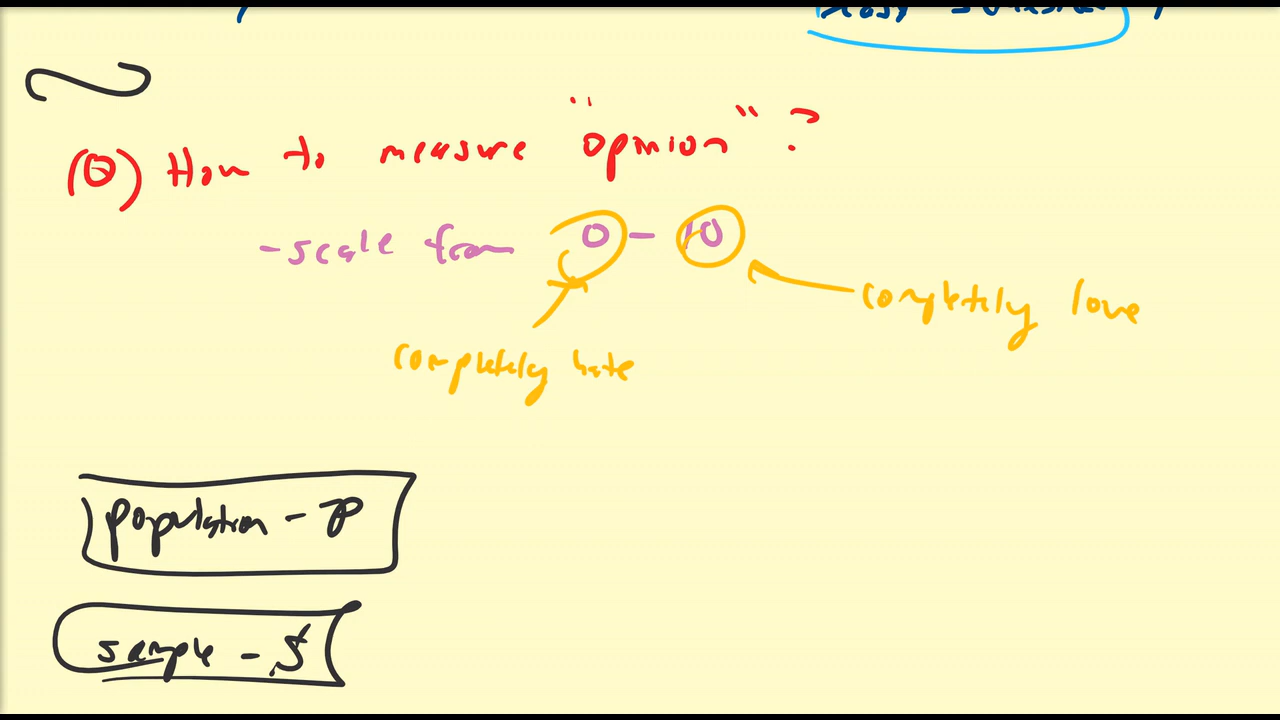 (Q) How to measure "opinion"?
- scale from 0 - 10
completely love
completely hate
population - P
sample - S